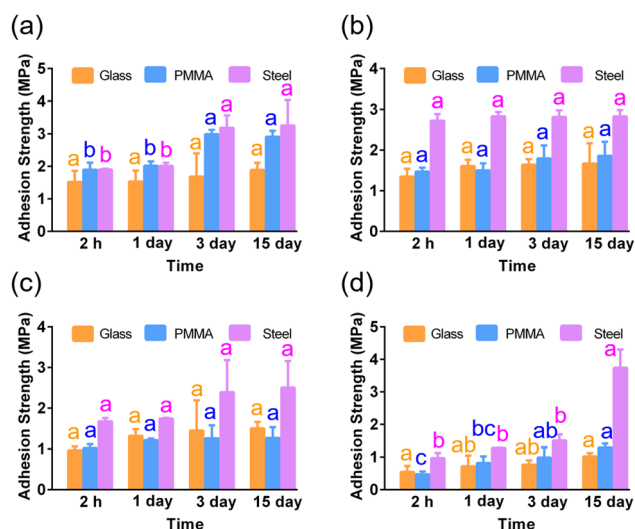 (a)
Adhesion Strength (MPa)
Glass PMMA Steel
5
4
3
2
1
0
a b b a b b a a a a a a
2 h 1 day 3 day 15 day
Time
(b)
Adhesion Strength (MPa)
Glass PMMA Steel
4
3
2
1
0
a a a a a a a a a a a a
2 h 1 day 3 day 15 day
Time
(c)
Adhesion Strength (MPa)
Glass PMMA Steel
4
3
2
1
0
a a a a a a a a a a a a
2 h 1 day 3 day 15 day
Time
(d)
Adhesion Strength (MPa)
Glass PMMA Steel
5
4
3
2
1
0
a c b ab bc b ab ab b a a a
2 h 1 day 3 day 15 day
Time